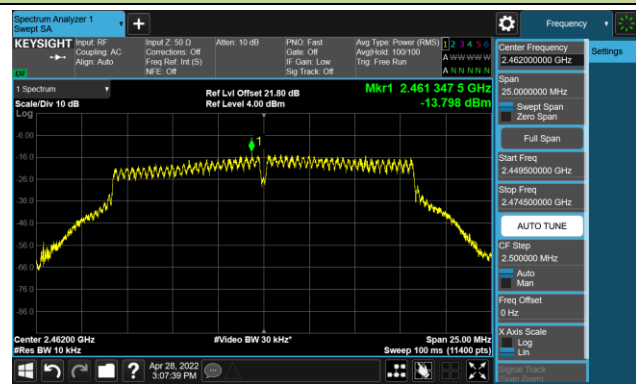 Spectrum Analyzer 1
Swept SA
Frequency
KEYSIGHT
Input: RF
Coupling: AC
Align: Auto
Input Z: 50 Ω
Corrections: Off
Freq Ref: Int (S)
NFE: Off
Atten: 10 dB
PNO: Fast
Gate: Off
IF Gain: Low
Sig Track: Off
Avg Type: Power (RMS)
Avg|Hold: 100/100
Trig: Free Run
1 2 3 4 5 6
A W W W W W
A N N N N N
1 Spectrum
Scale/Div 10 dB
Log
Ref Lvl Offset 21.80 dB
Ref Level 4.00 dBm
Mkr1 2.461 347 5 GHz
-13.798 dBm
1
-6.00
-16.0
-26.0
-36.0
-46.0
-56.0
-66.0
-76.0
-86.0
Center 2.46200 GHz
#Res BW 10 kHz
#Video BW 30 kHz*
Span 25.00 MHz
Sweep 100 ms (11400 pts)
Center Frequency
2.462000000 GHz
Settings
Span
25.0000000 MHz
Swept Span
Zero Span
Full Span
Start Freq
2.449500000 GHz
Stop Freq
2.474500000 GHz
AUTO TUNE
CF Step
2.500000 MHz
Auto
Man
Freq Offset
0 Hz
X Axis Scale
Log
Lin
Signal Track
(Span Zoom)
Apr 28, 2022
3:07:39 PM